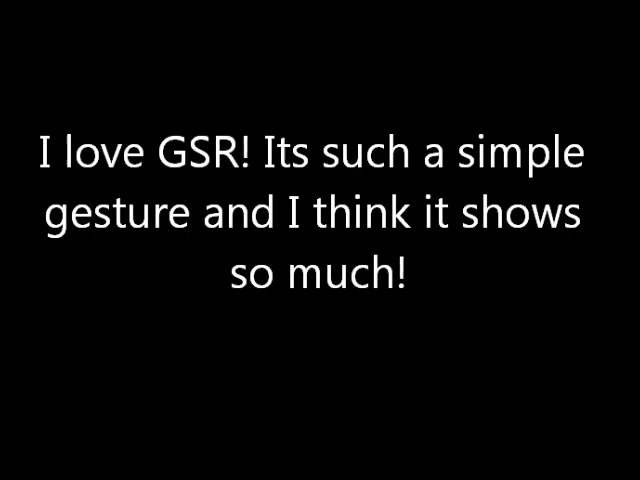 I love GSR! Its such a simple
gesture and I think it shows
so much!